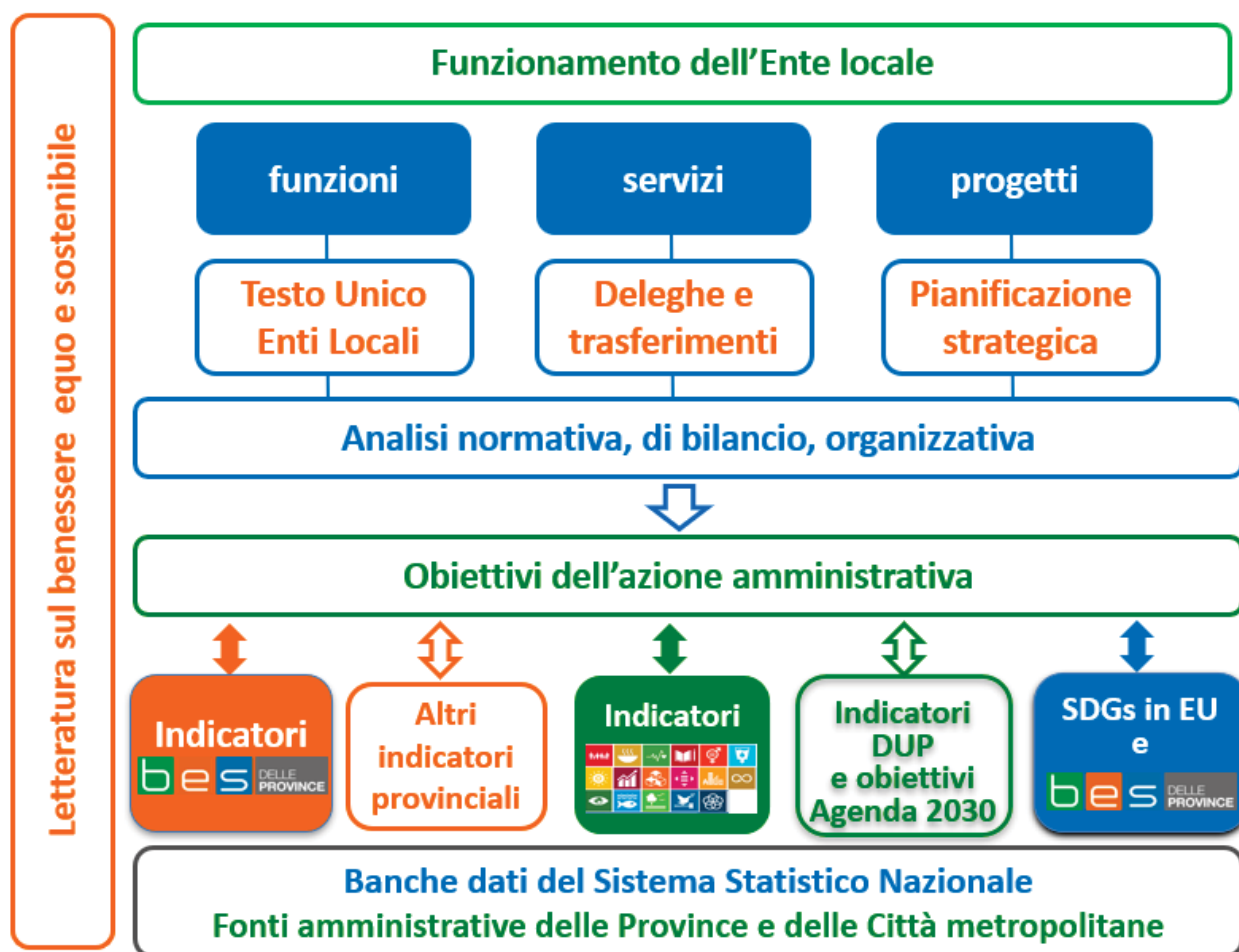 Letteratura sul benessere equo e sostenibile
Funzionamento dell'Ente locale
funzioni
servizi
progetti
Testo Unico
Enti Locali
Deleghe e
trasferimenti
Pianificazione
strategica
Analisi normativa, di bilancio, organizzativa
Obiettivi dell'azione amministrativa
Indicatori
bes DELLE
PROVINCE
Altri
indicatori
provinciali
Indicatori
Indicatori
DUP
e obiettivi
Agenda 2030
SDGs in EU
e
bes DELLE
PROVINCE
Banche dati del Sistema Statistico Nazionale
Fonti amministrative delle Province e delle Città metropolitane